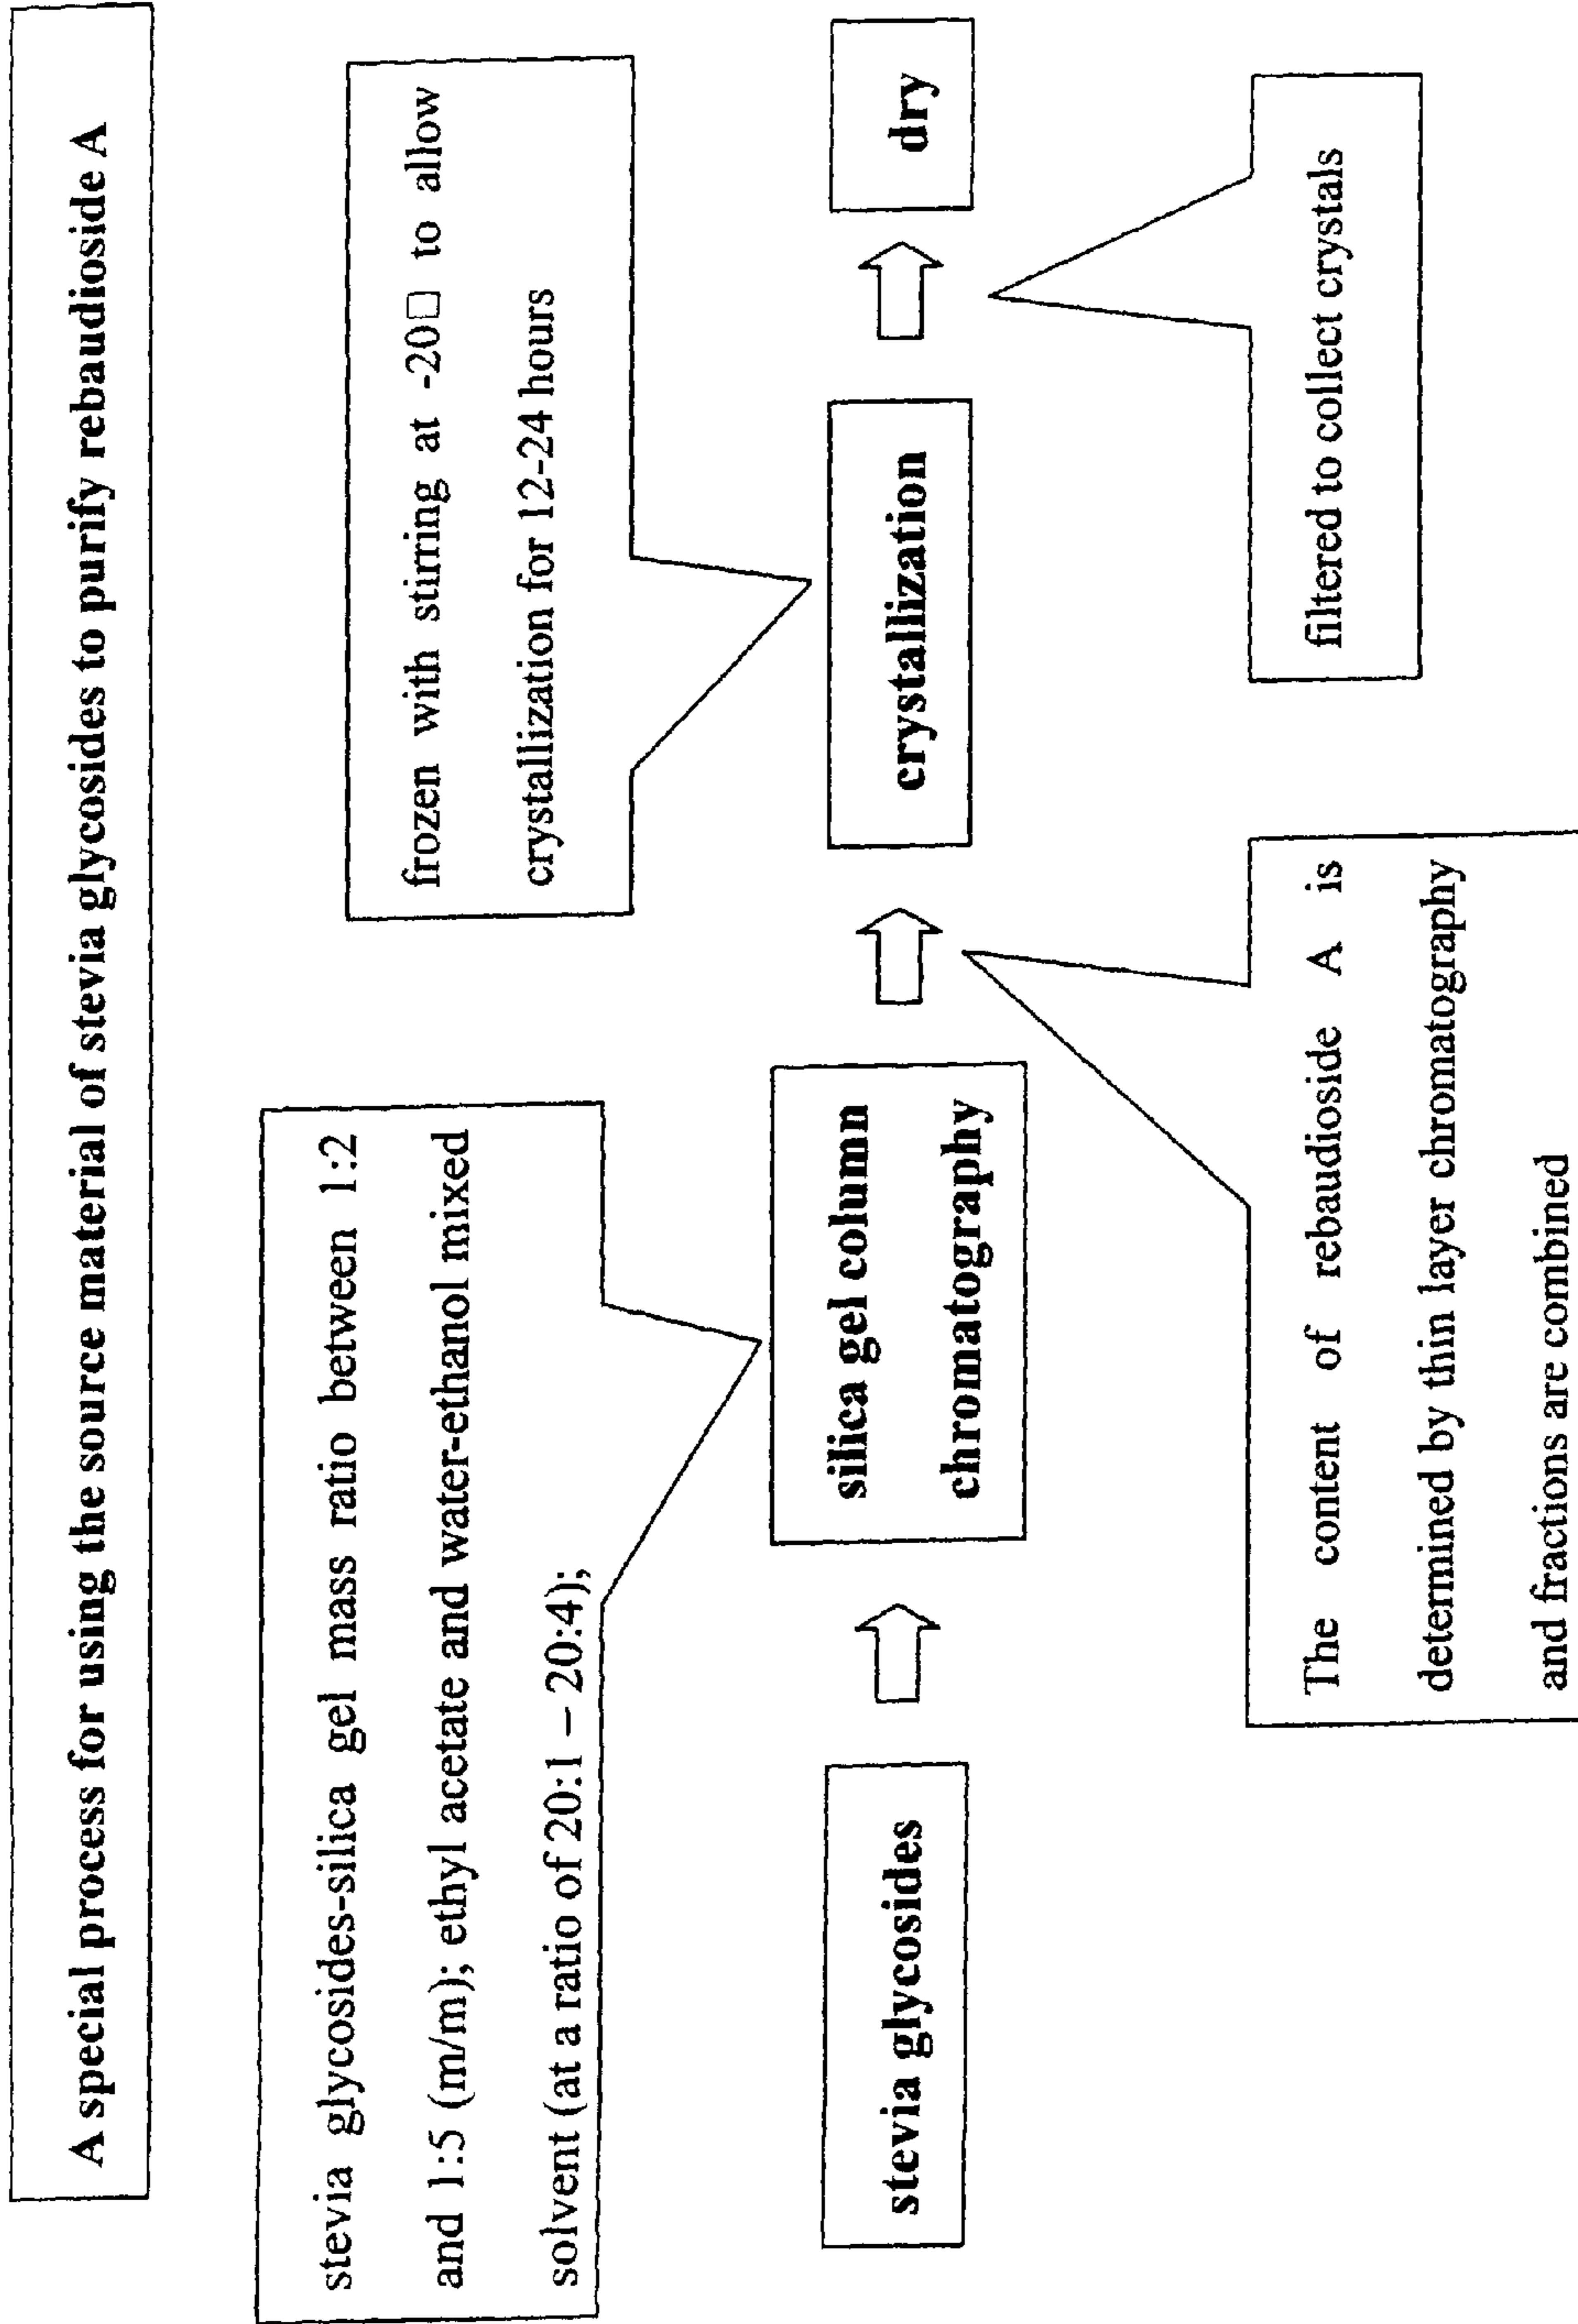 A special process for using the source material of stevia glycosides to purify rebaudioside A
stevia glycosides-silica gel mass ratio between 1:2
and 1:5 (m/m); ethyl acetate and water-ethanol mixed
solvent (at a ratio of 20:1 – 20:4);
frozen with stirring at -20□ to allow
crystallization for 12-24 hours
stevia glycosides
silica gel column
chromatography
crystallization
dry
The content of rebaudioside A is
determined by thin layer chromatography
and fractions are combined
filtered to collect crystals